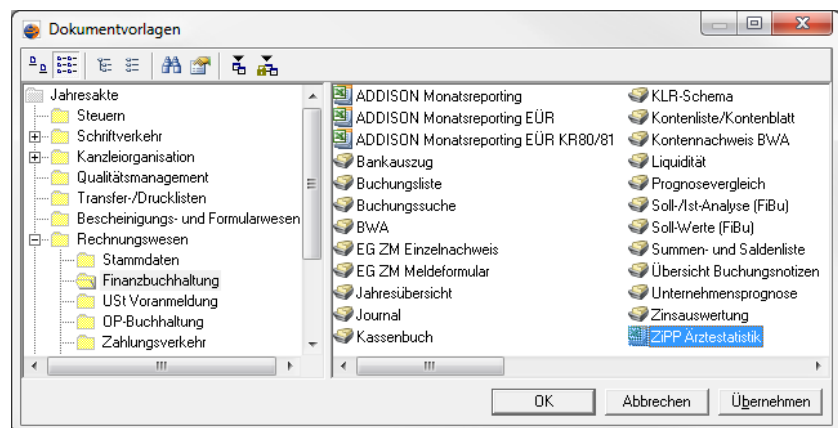 Dokumentvorlagen
Jahresakte
Steuern
Schriftverkehr
Kanzleiorganisation
Qualitätsmanagement
Transfer-/Drucklisten
Bescheinigungs- und Formularwesen
Rechnungswesen
Stammdaten
Finanzbuchhaltung
USt Voranmeldung
OP-Buchhaltung
Zahlungsverkehr
ADDISON Monatsreporting
ADDISON Monatsreporting EÜR
ADDISON Monatsreporting EÜR KR80/81
Bankauszug
Buchungsliste
Buchungssuche
BWA
EG ZM Einzelnachweis
EG ZM Meldeformular
Jahresübersicht
Journal
Kassenbuch
KLR-Schema
Kontenliste/Kontenblatt
Kontennachweis BWA
Liquidität
Prognosevergleich
Soll-/Ist-Analyse (FiBu)
Soll-Werte (FiBu)
Summen- und Saldenliste
Übersicht Buchungsnotizen
Unternehmensprognose
Zinsauswertung
ZiPP Ärztestatistik
OK
Abbrechen
Übernehmen